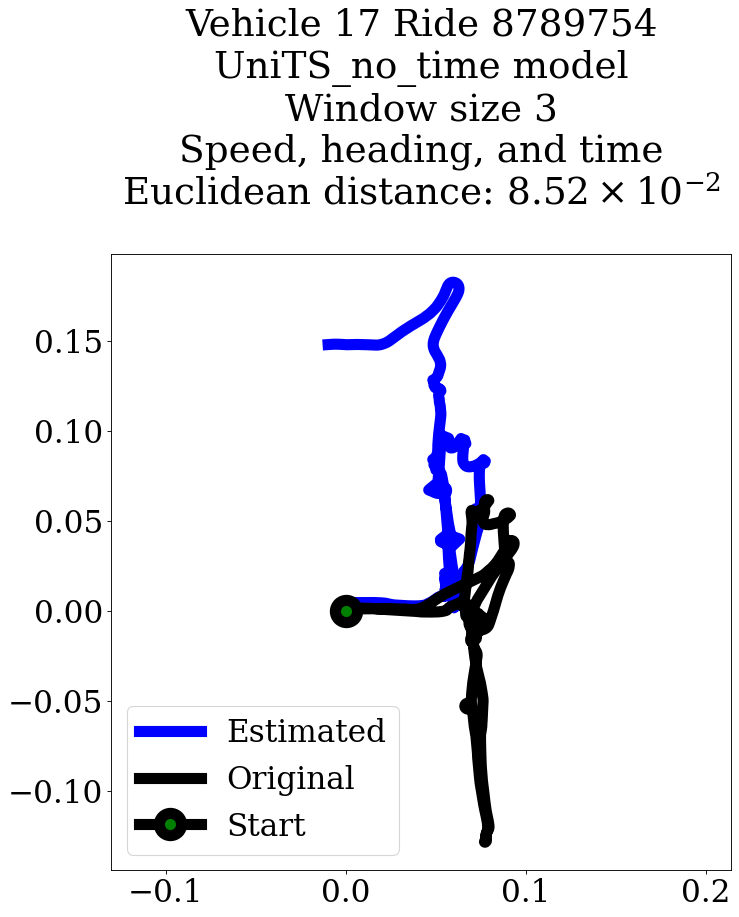 Vehicle 17 Ride 8789754
UniTS_no_time model
Window size 3
Speed, heading, and time
Euclidean distance: 8.52 × 10⁻²
0.15
0.10
0.05
0.00
−0.05
−0.10
Estimated
Original
Start
−0.1
0.0
0.1
0.2